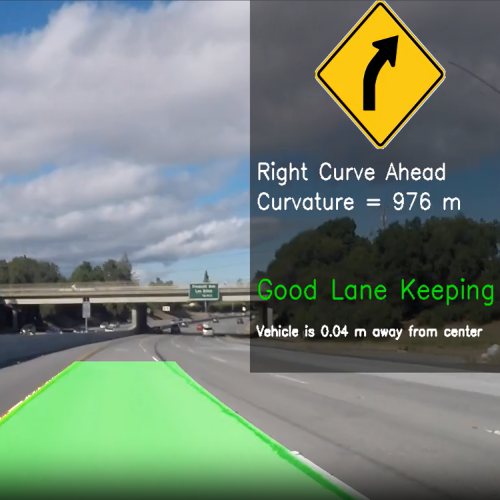 Right Curve Ahead
Curvature = 976 m
Good Lane Keeping
Vehicle is 0.04 m away from center